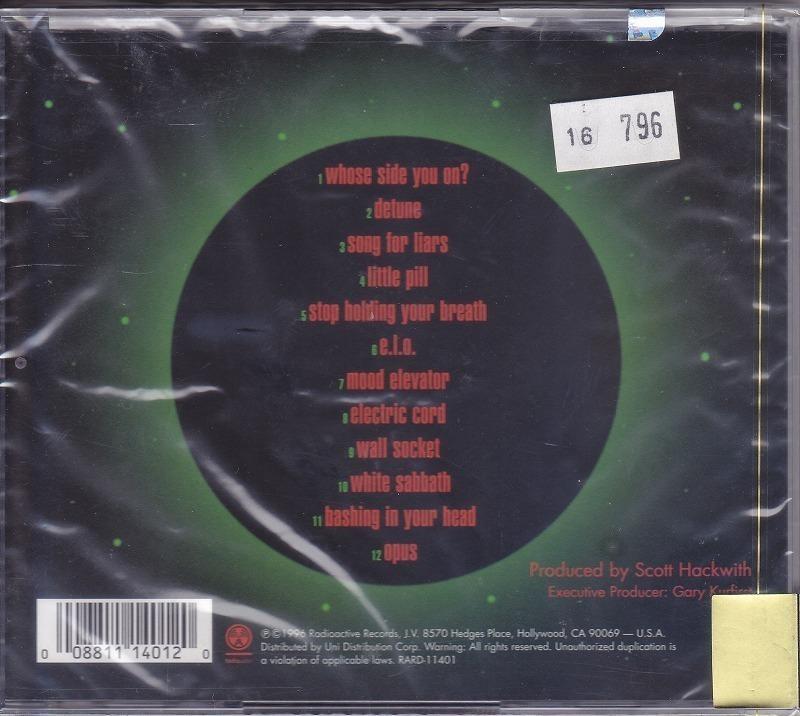 16 796
1 whose side you on?
2 detune
3 song for liars
4 little pill
5 stop holding your breath
6 e.l.o.
7 mood elevator
8 electric cord
9 wall socket
10 white sabbath
11 bashing in your head
12 opus
Produced by Scott Hackwith
Executive Producer: Gary
0 08811 14012 0
℗©1996 Radioactive Records, J.V. 8570 Hedges Place, Hollywood, CA 90069 — U.S.A.
Distributed by Uni Distribution Corp. Warning: All rights reserved. Unauthorized duplication is
a violation of applicable laws. RARD-11401